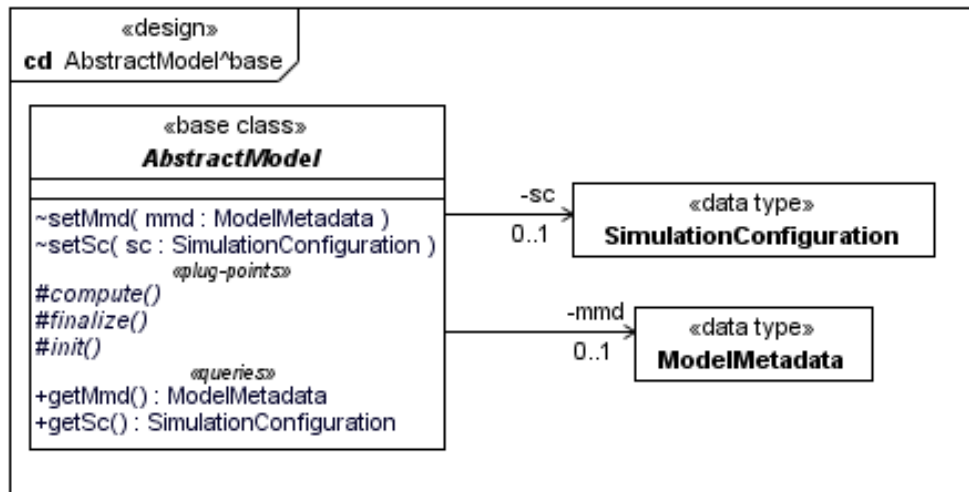 «design»
cd AbstractModel^base
«base class»
AbstractModel
~setMmd( mmd : ModelMetadata )
~setSc( sc : SimulationConfiguration )
«plug-points»
#compute()
#finalize()
#init()
«queries»
+getMmd() : ModelMetadata
+getSc() : SimulationConfiguration
-sc
0..1
«data type»
SimulationConfiguration
-mmd
0..1
«data type»
ModelMetadata